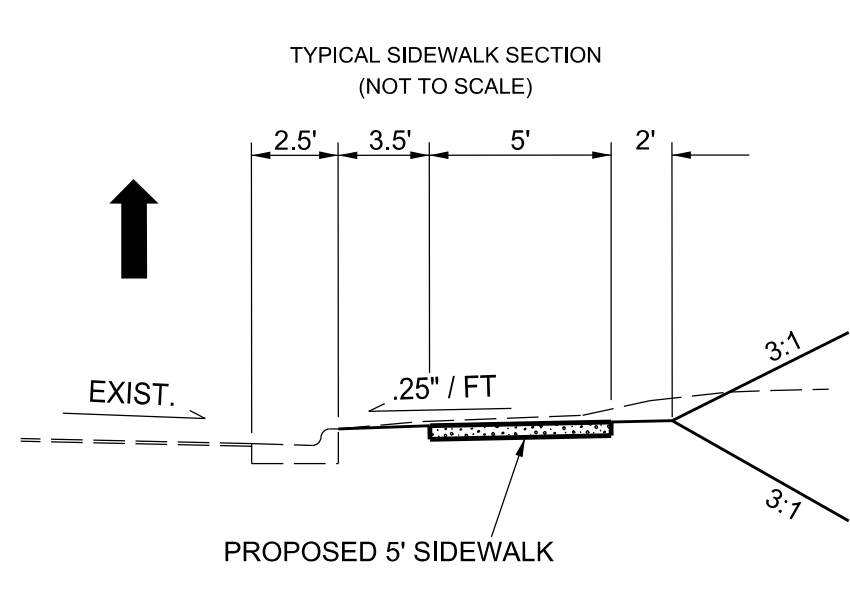 TYPICAL SIDEWALK SECTION
(NOT TO SCALE)
2.5' 3.5' 5' 2'
3:1
EXIST. .25" / FT
3:1
PROPOSED 5' SIDEWALK